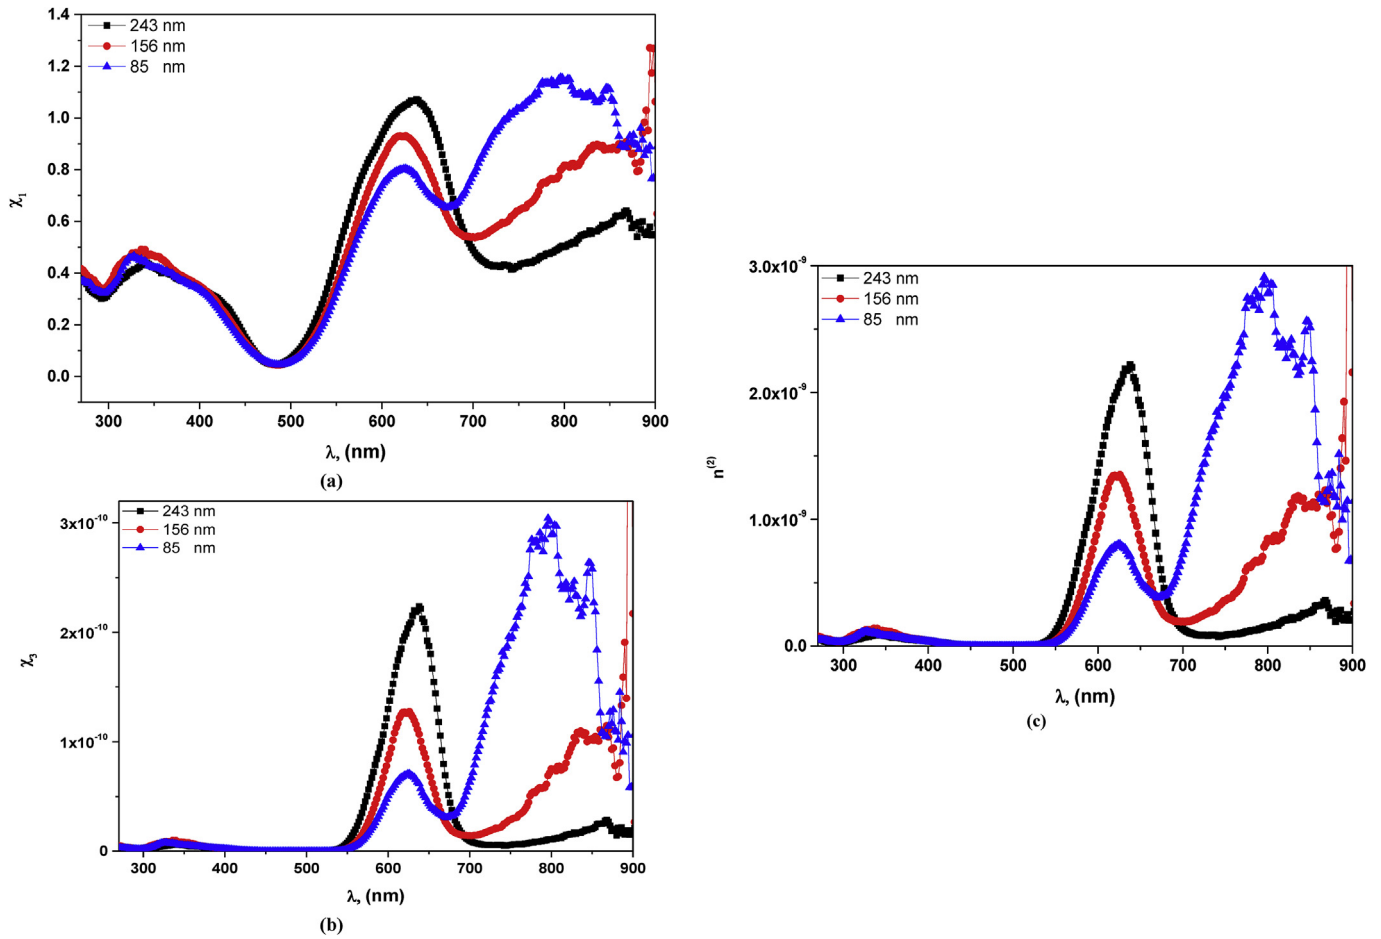 1.4
1.2
1.0
0.8
0.6
0.4
0.2
0.0
χ1
243 nm
156 nm
85 nm
300 400 500 600 700 800 900
λ, (nm)
(a)
3x10-10
2x10-10
1x10-10
0
χ3
243 nm
156 nm
85 nm
300 400 500 600 700 800 900
λ, (nm)
(b)
3.0x10-9
2.0x10-9
1.0x10-9
0.0
n(2)
243 nm
156 nm
85 nm
300 400 500 600 700 800 900
λ, (nm)
(c)